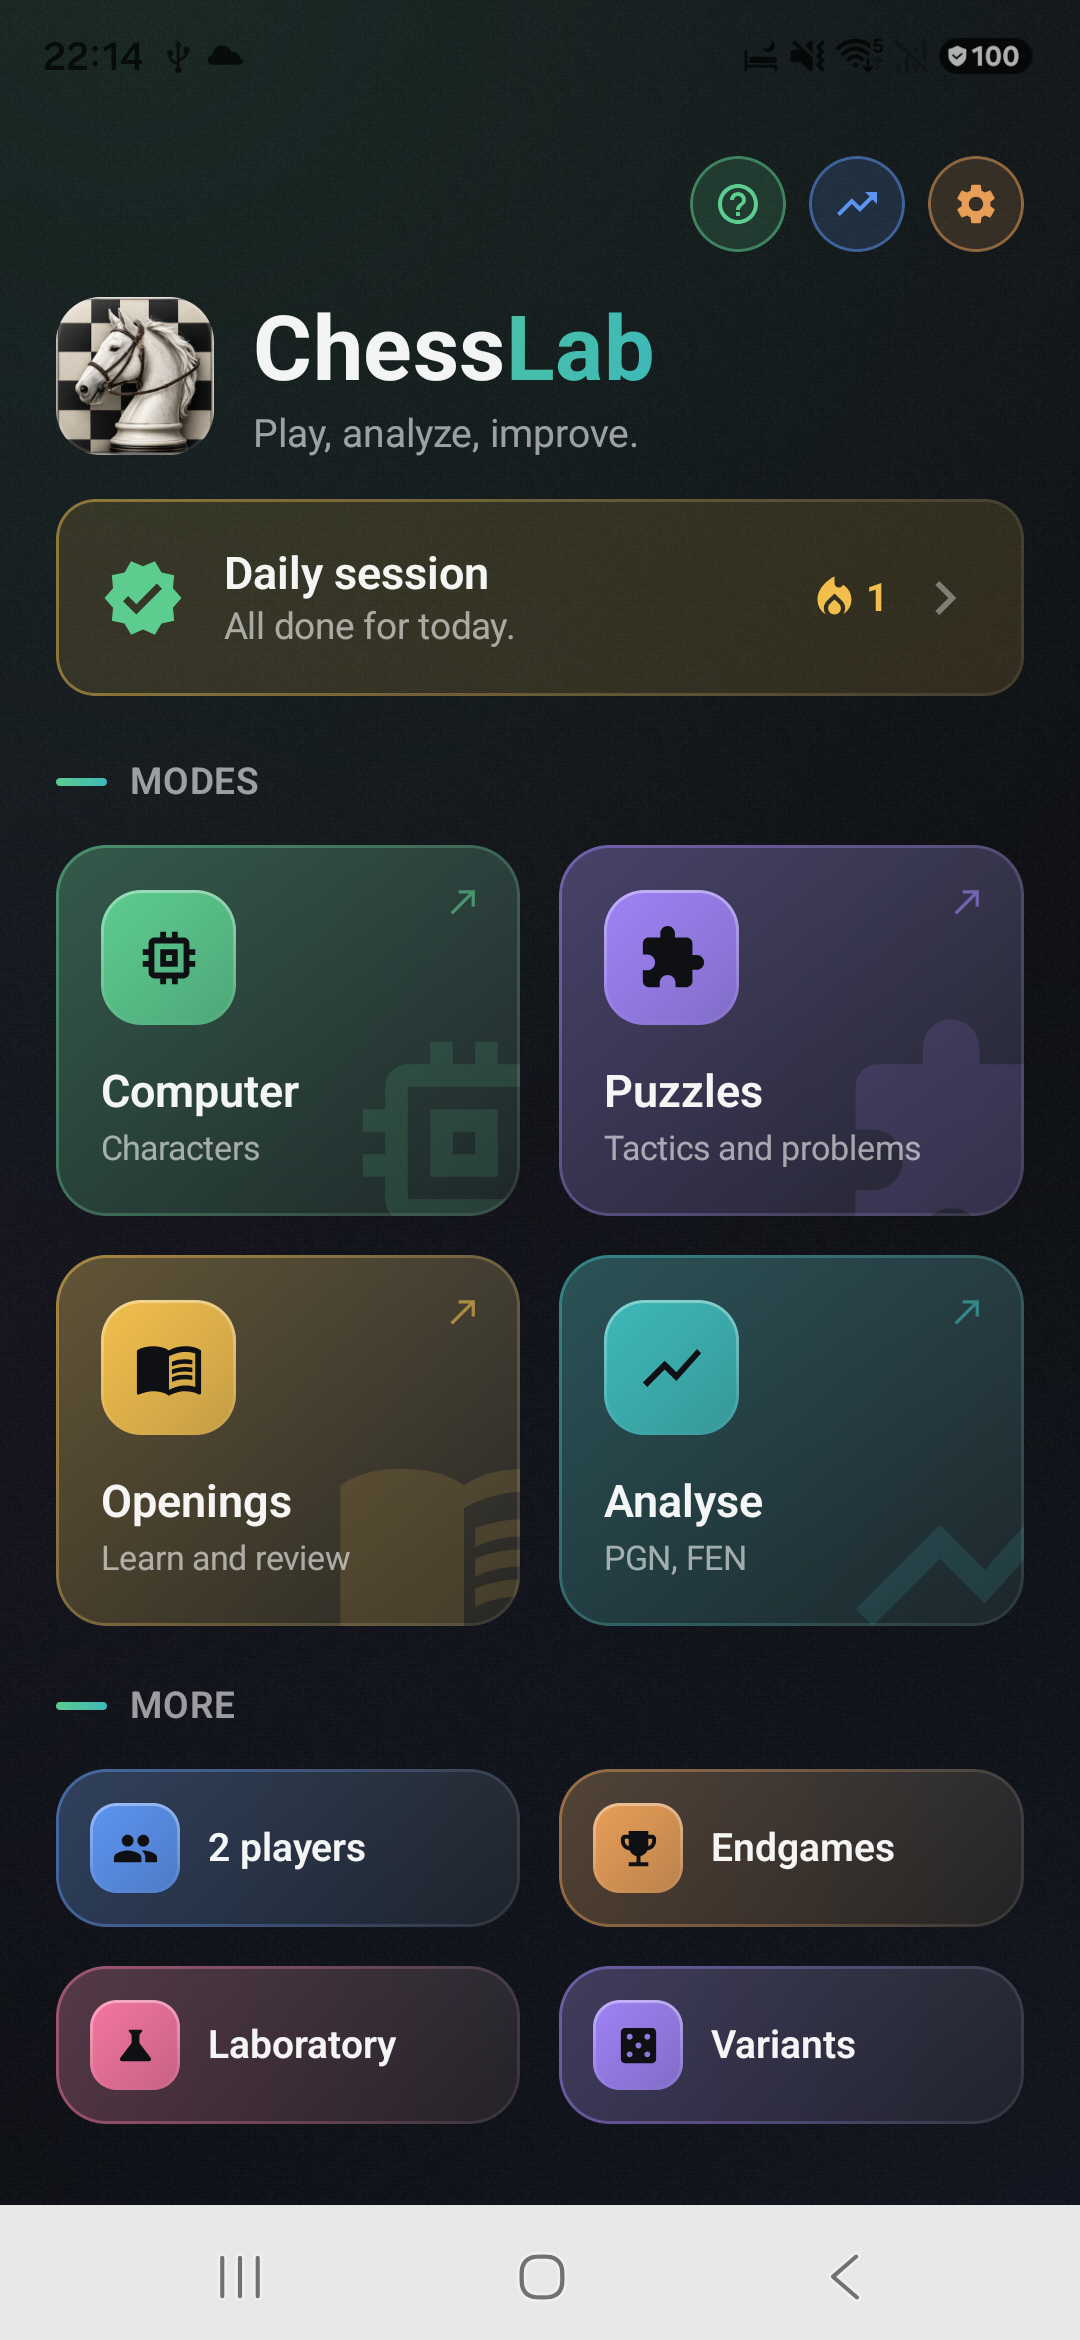 22:14
5
100
ChessLab
Play, analyze, improve.
Daily session
All done for today.
1
MODES
Computer
Characters
Puzzles
Tactics and problems
Openings
Learn and review
Analyse
PGN, FEN
MORE
2 players
Endgames
Laboratory
Variants